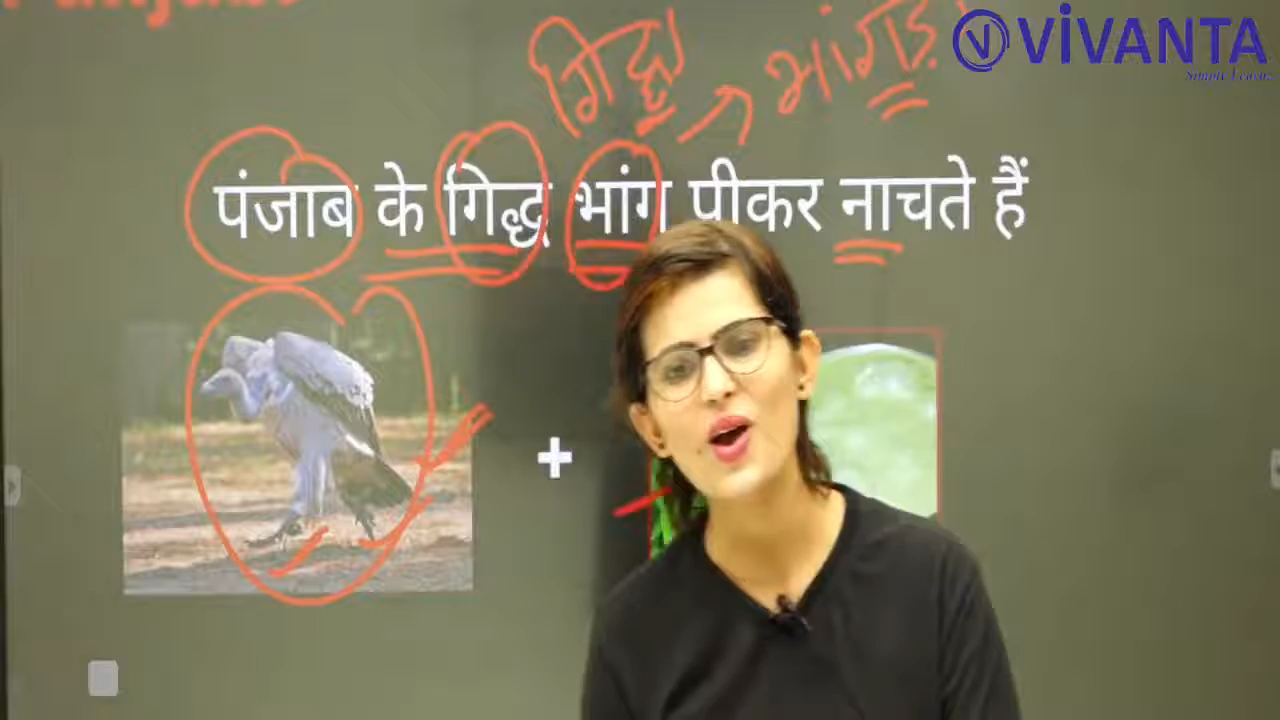 VIVANTA
गिद्दा → भांगड़ा
पंजाब के गिद्ध भांग पीकर नाचते हैं
+